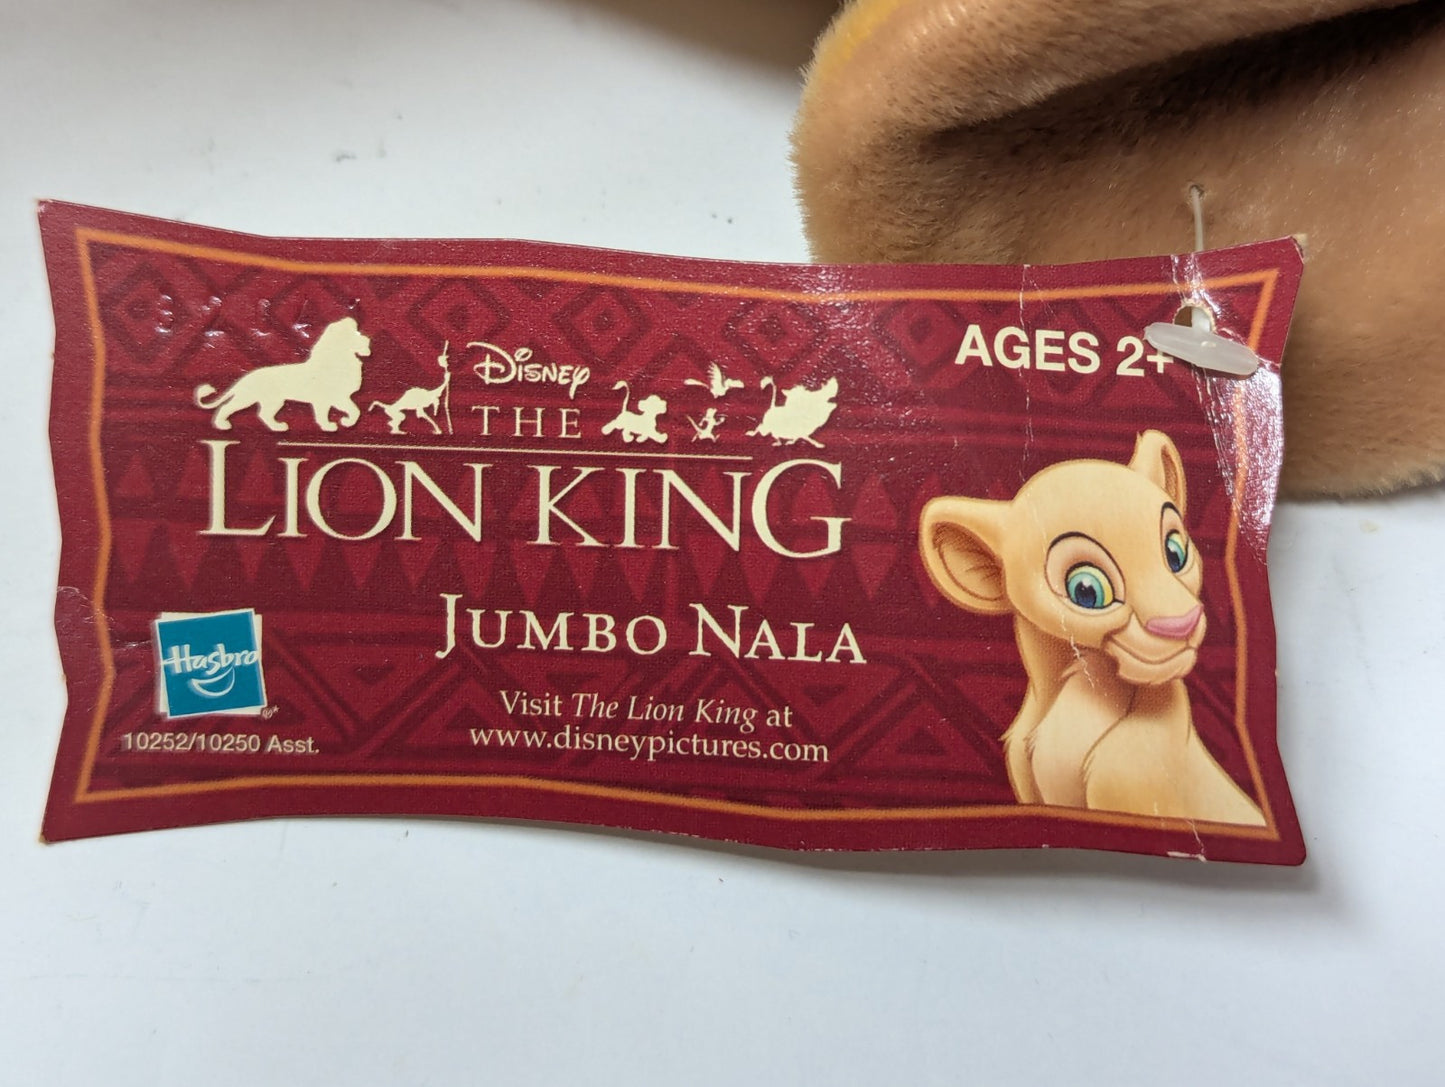 AGES 2+
Disney
THE
LION KING
JUMBO NALA
Hasbro
Visit The Lion King at
www.disneypictures.com
10252/10250 Asst.